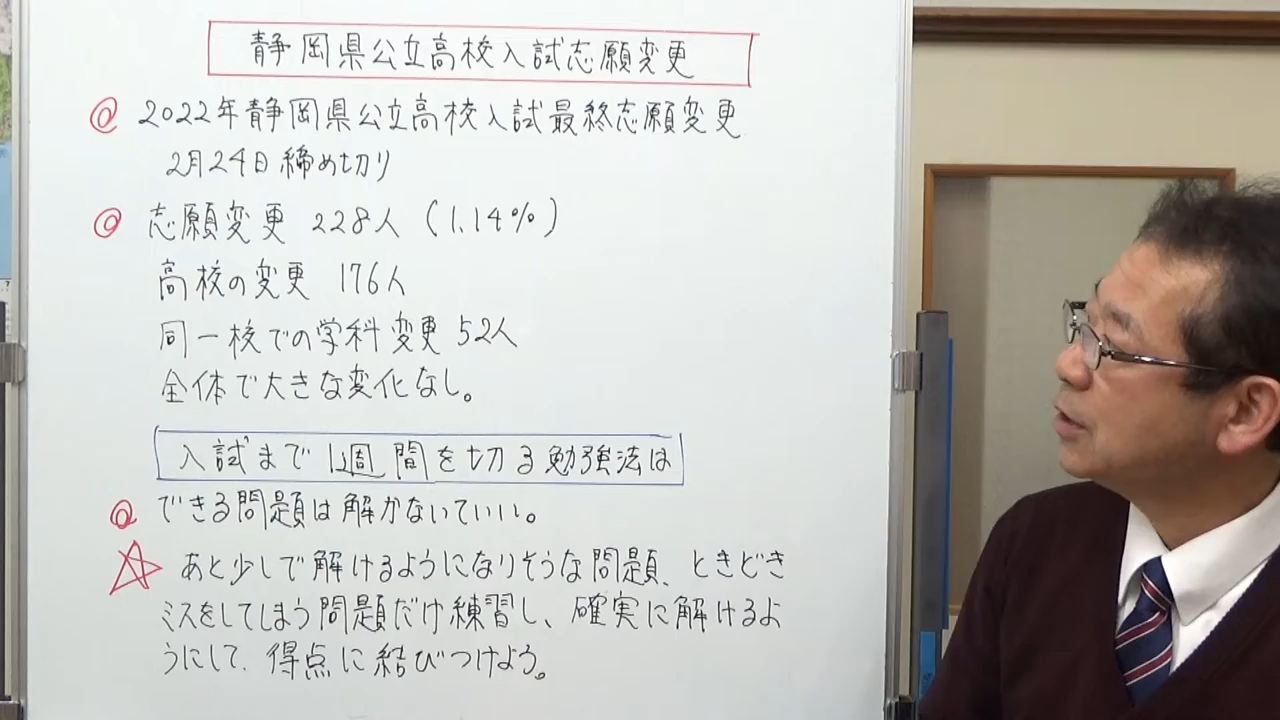 静岡県公立高校入試志願変更
◎ 2022年静岡県公立高校入試最終志願変更
2月24日締め切り
◎ 志願変更 228人 (1.14%)
高校の変更 176人
同一校での学科変更 52人
全体で大きな変化なし。
入試まで1週間を切る勉強法は
◎ できる問題は解かないでいい。
☆ あと少しで解けるようになりそうな問題、ときどき
ミスをしてしまう問題だけ練習し、確実に解けるよ
うにして、得点に結びつけよう。